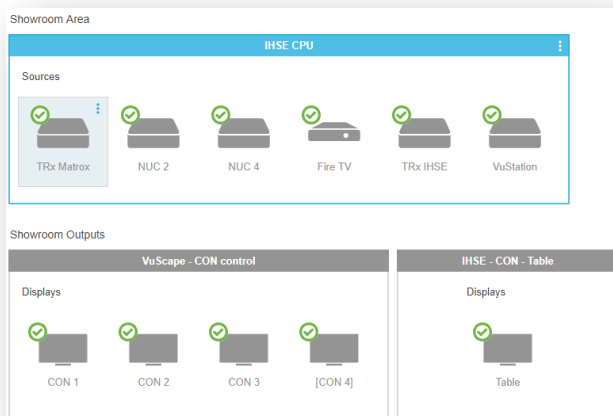 Showroom Area
IHSE CPU
Sources
TRx Matrox
NUC 2
NUC 4
Fire TV
TRx IHSE
VuStation
Showroom Outputs
VuScape - CON control
IHSE - CON - Table
Displays
Displays
CON 1
CON 2
CON 3
[CON 4]
Table